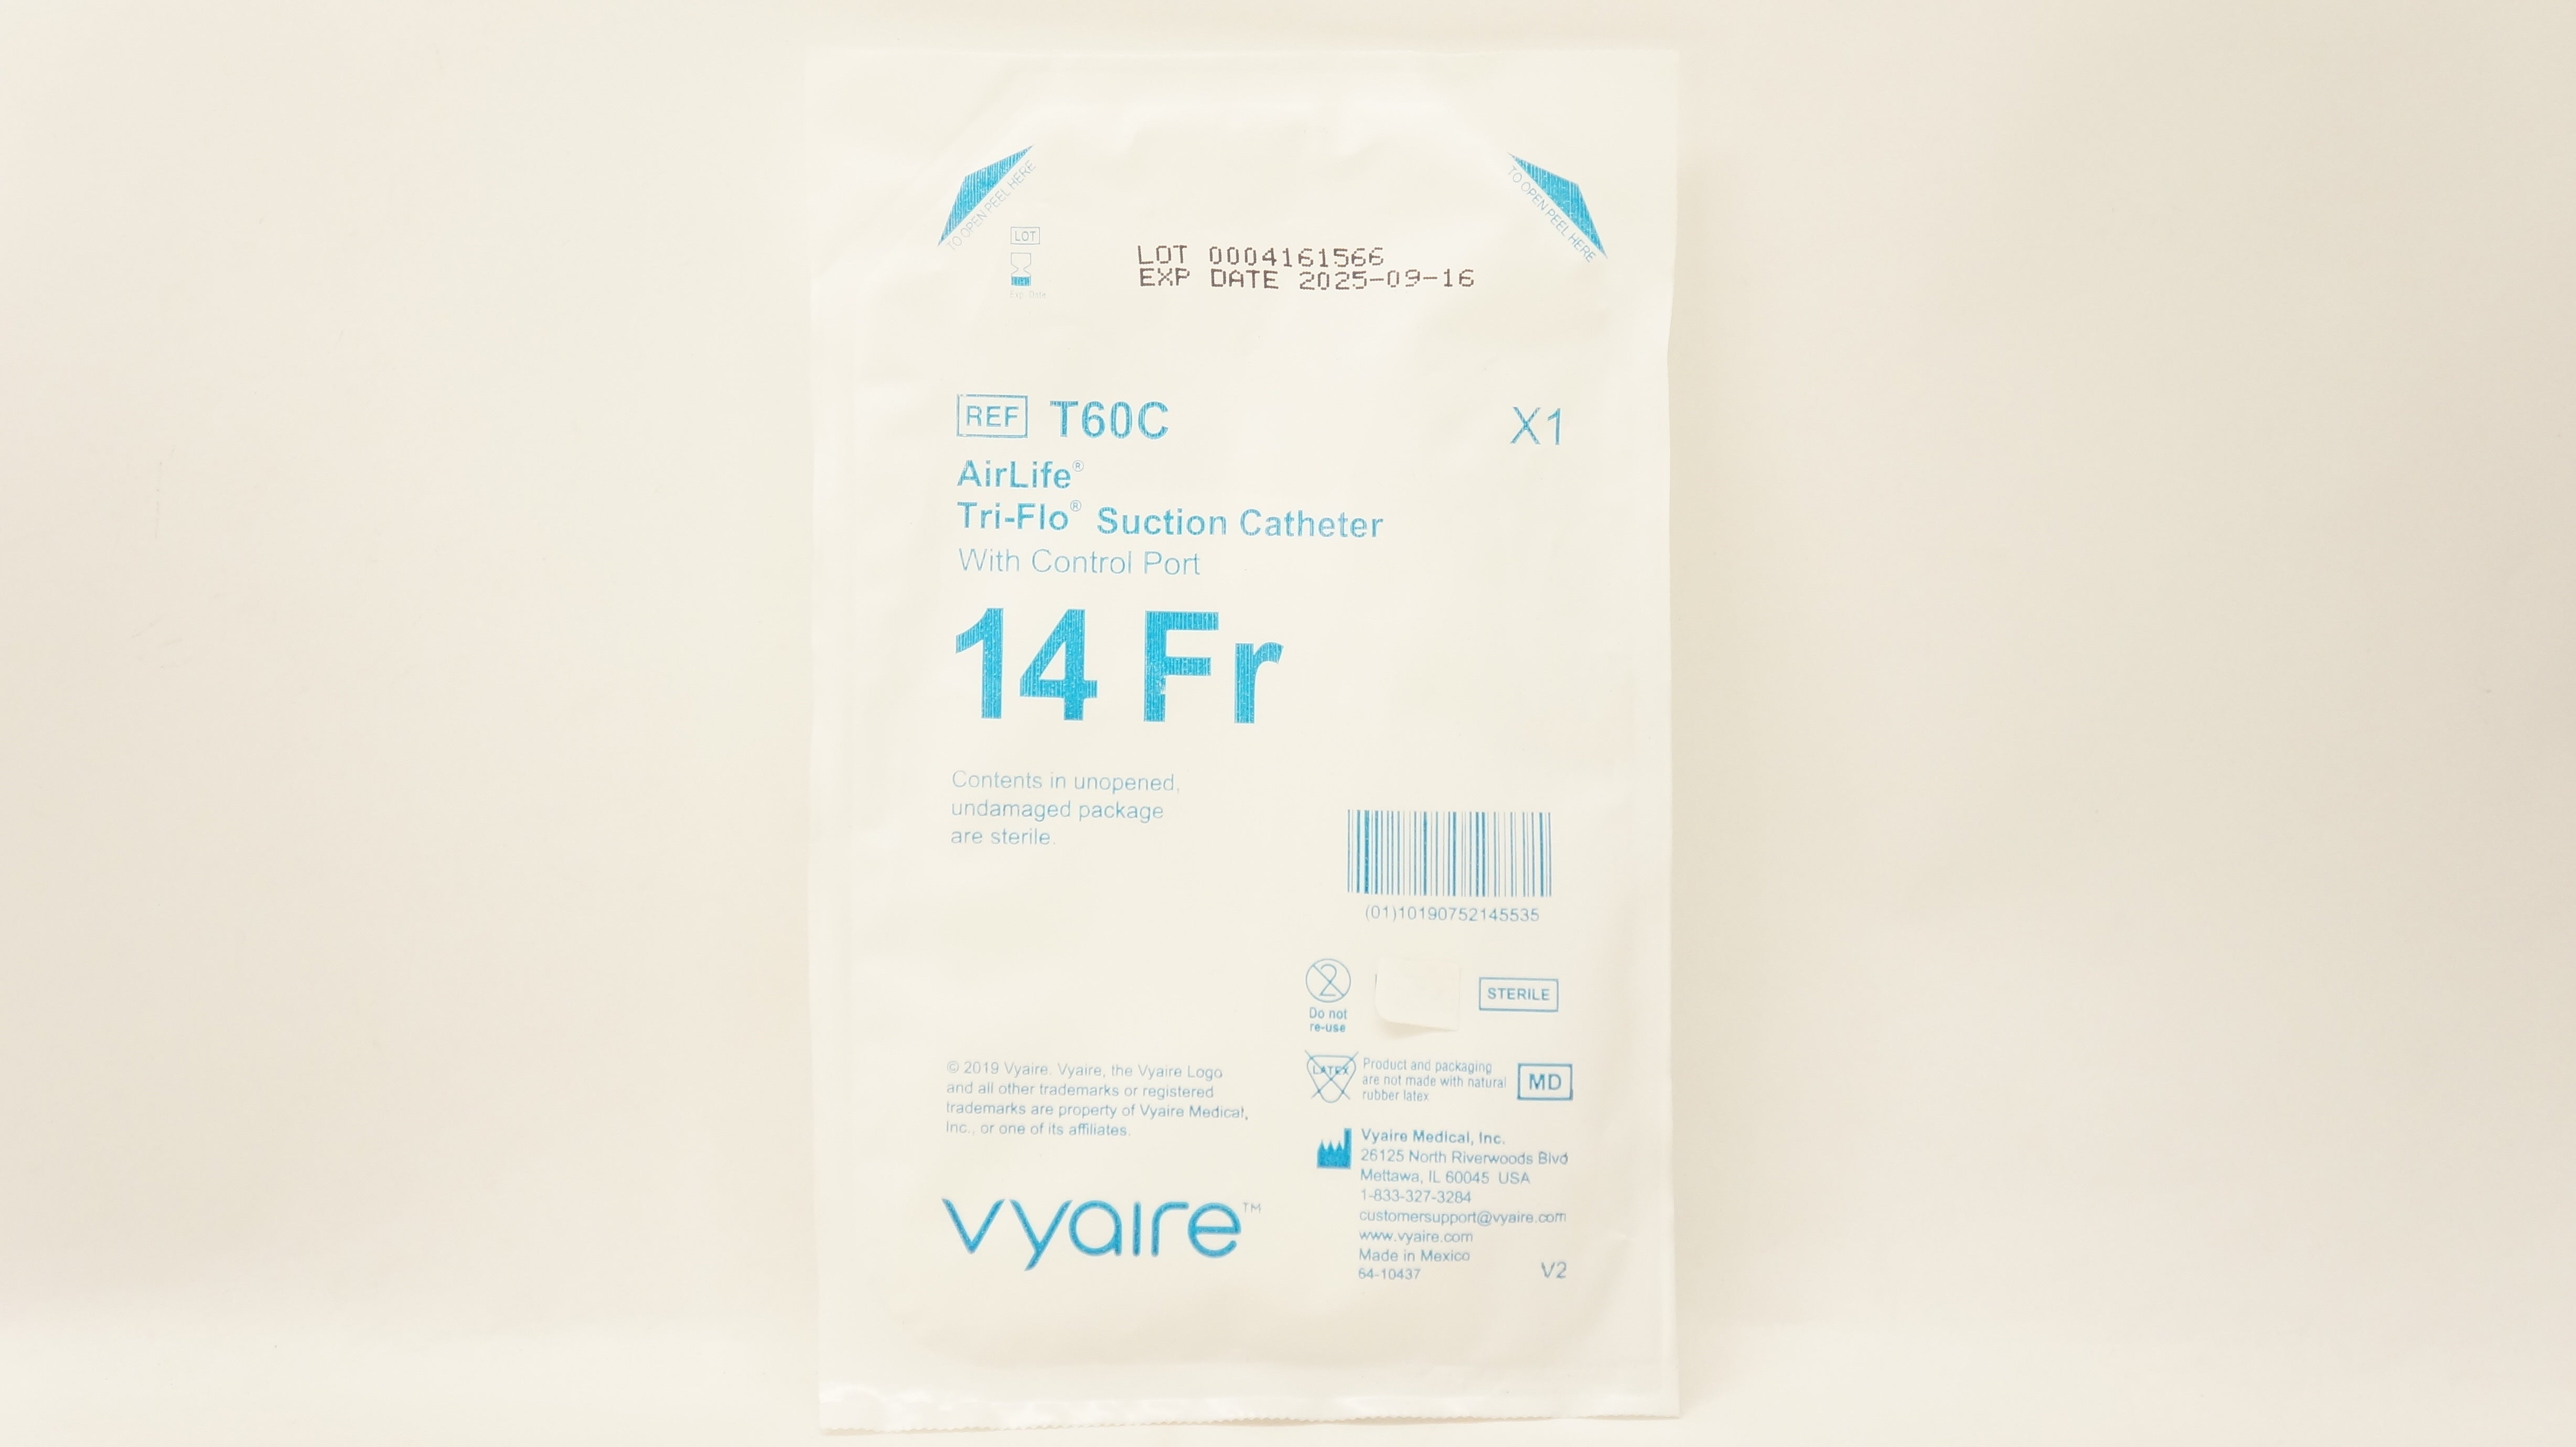 TO OPEN PEEL HERE
TO OPEN PEEL HERE
LOT
LOT 0004161566
Exp. Date
EXP DATE 2025-09-16
REF T60C
X1
AirLife®
Tri-Flo® Suction Catheter
With Control Port
14 Fr
Contents in unopened,
undamaged package
are sterile.
(01)10190752145535
2
Do not
re-use
STERILE
LATEX
Product and packaging
are not made with natural
rubber latex
MD
© 2019 Vyaire. Vyaire, the Vyaire Logo
and all other trademarks or registered
trademarks are property of Vyaire Medical,
Inc., or one of its affiliates.
vyaire™
Vyaire Medical, Inc.
26125 North Riverwoods Blvd
Mettawa, IL 60045 USA
1-833-327-3284
customersupport@vyaire.com
www.vyaire.com
Made in Mexico
64-10437
V2